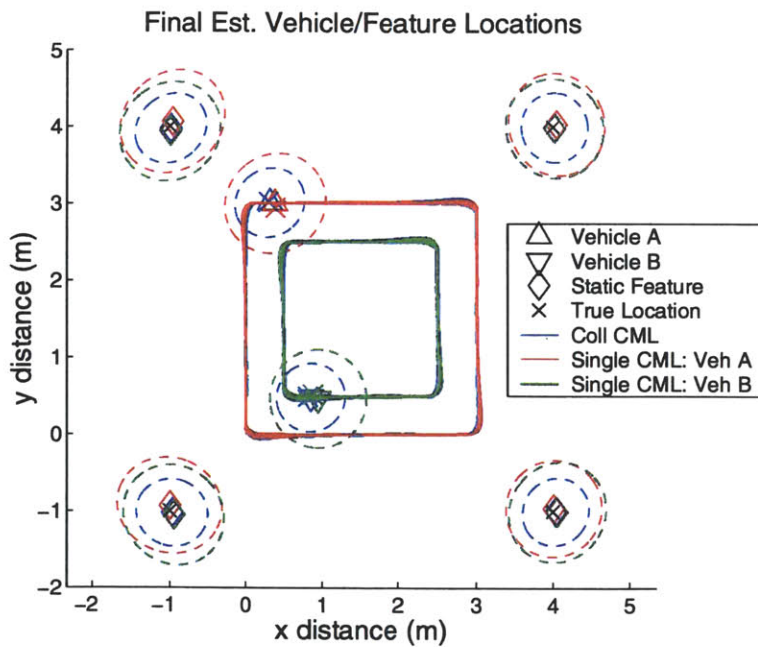 Final Est. Vehicle/Feature Locations
5
4
3
2
1
0
−1
−2
y distance (m)
−2
−1
0
1
2
3
4
5
x distance (m)
Vehicle A
Vehicle B
Static Feature
True Location
Coll CML
Single CML: Veh A
Single CML: Veh B